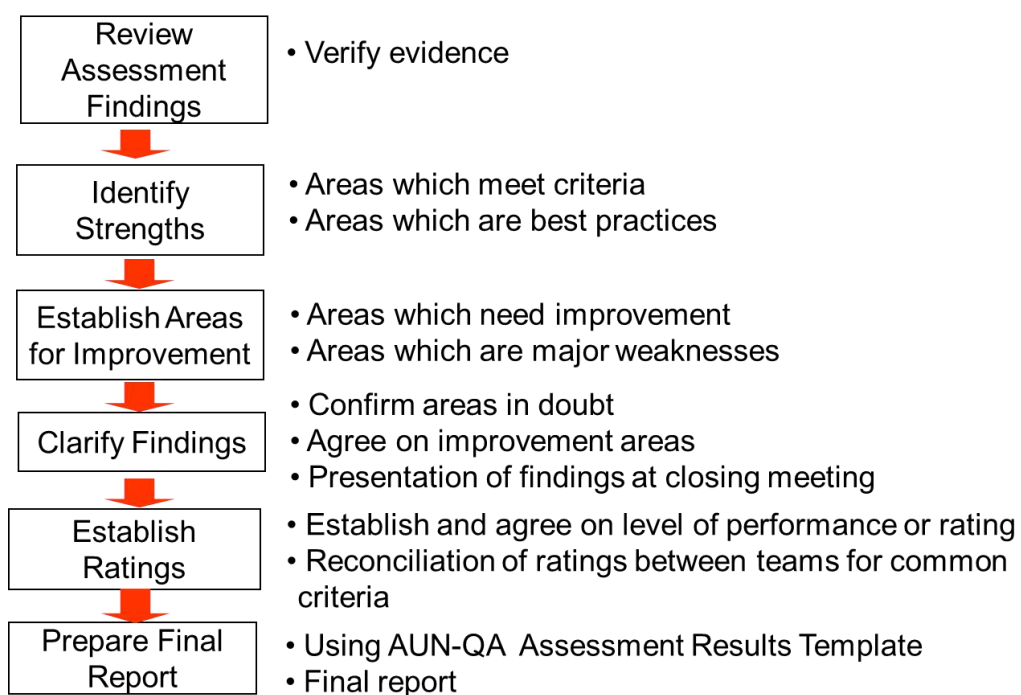 Review
Assessment
Findings
• Verify evidence
Identify
Strengths
• Areas which meet criteria
• Areas which are best practices
Establish Areas
for Improvement
• Areas which need improvement
• Areas which are major weaknesses
Clarify Findings
• Confirm areas in doubt
• Agree on improvement areas
• Presentation of findings at closing meeting
Establish
Ratings
• Establish and agree on level of performance or rating
• Reconciliation of ratings between teams for common
criteria
Prepare Final
Report
• Using AUN-QA Assessment Results Template
• Final report